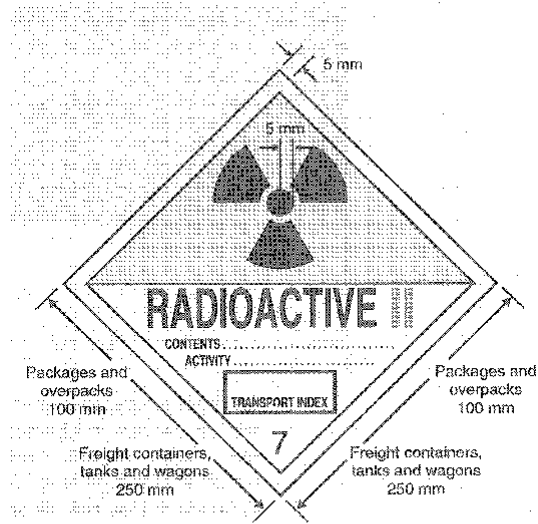 5 mm
5 mm
RADIOACTIVE II
CONTENTS
ACTIVITY
TRANSPORT INDEX
7
Packages and
overpacks
100 mm
Packages and
overpacks
100 mm
Freight containers,
tanks and wagons
250 mm
Freight containers,
tanks and wagons
250 mm